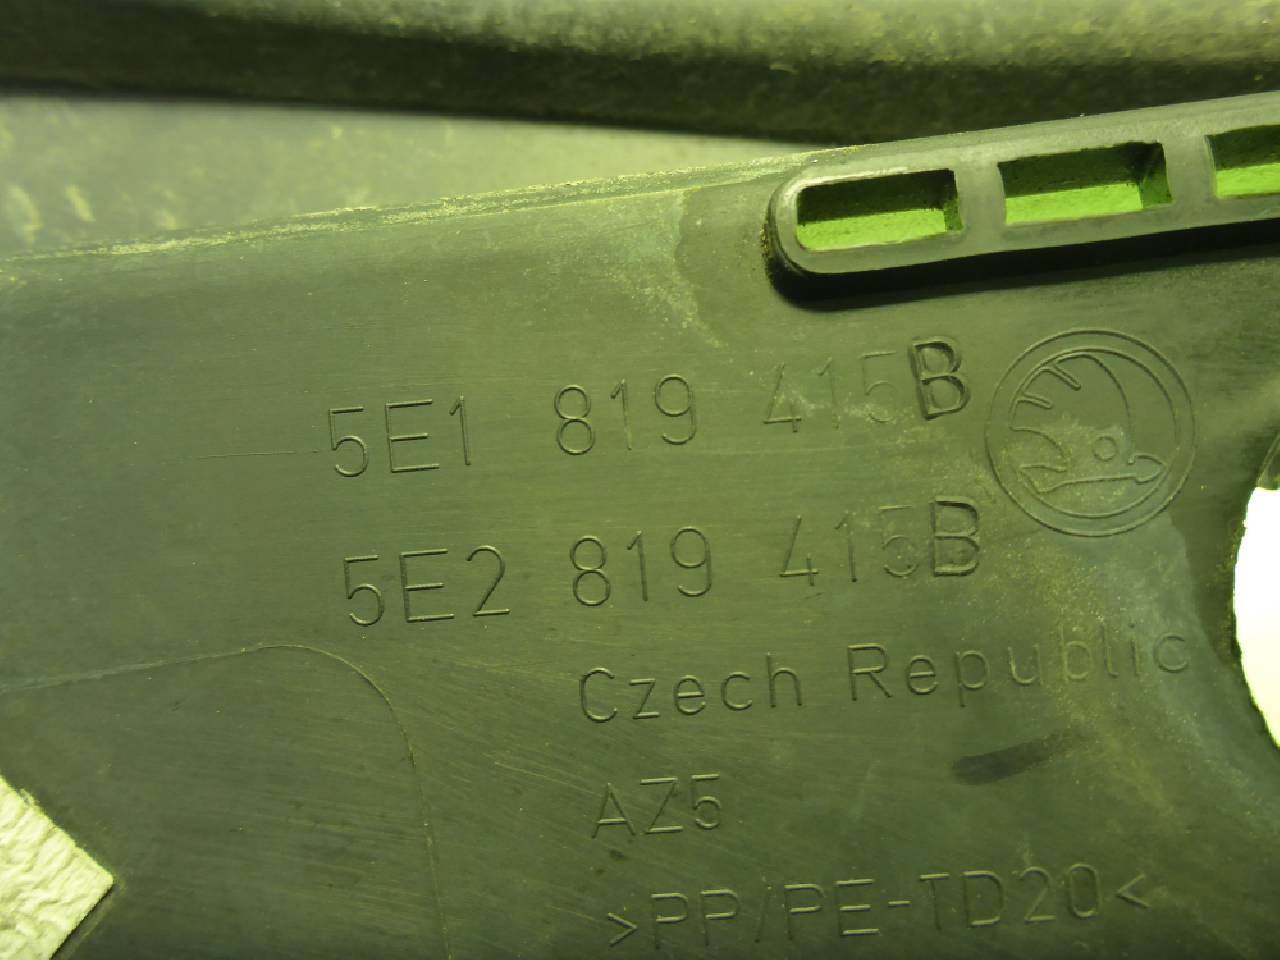 5E1 819 415B
5E2 819 415B
Czech Republic
AZ5
>PP/PE-TD20<